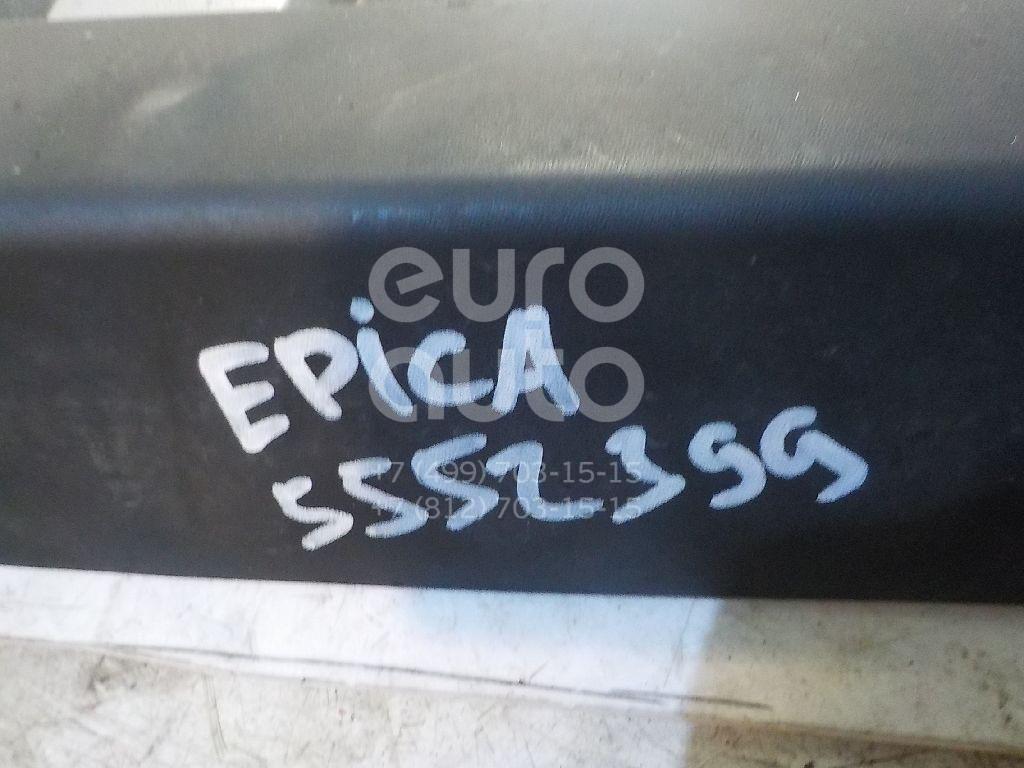 euro
auto
EPiCA
+7 (499) 703-15-15
+7 (812) 703-15-15
5552399